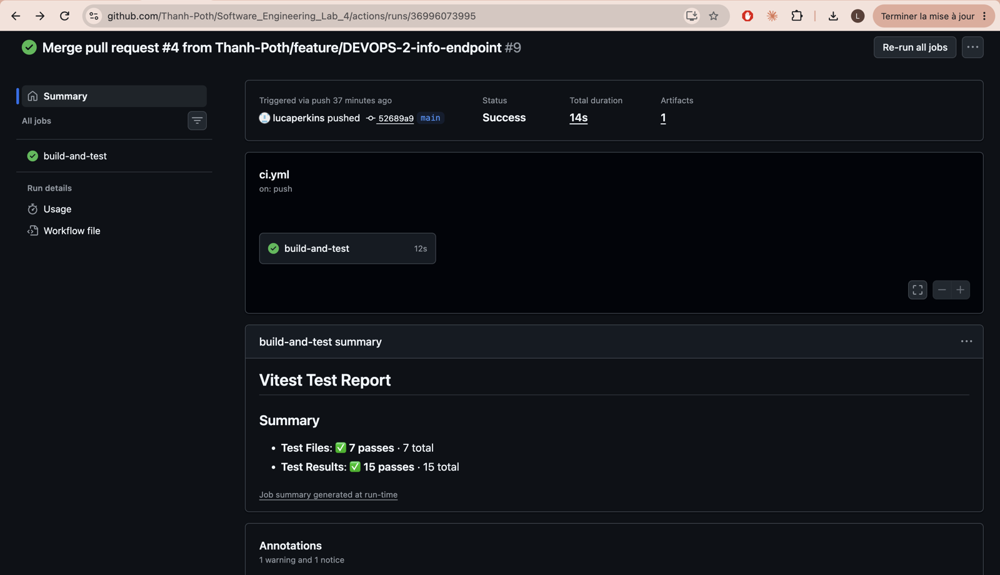 github.com/Thanh-Poth/Software_Engineering_Lab_4/actions/runs/36996073995
L
Terminer la mise à jour
Merge pull request #4 from Thanh-Poth/feature/DEVOPS-2-info-endpoint #9
Re-run all jobs
Summary
All jobs
build-and-test
Run details
Usage
Workflow file
Triggered via push 37 minutes ago
lucaperkins pushed 52689a9 main
Status
Success
Total duration
14s
Artifacts
1
ci.yml
on: push
build-and-test 12s
build-and-test summary
Vitest Test Report
Summary
• Test Files: ✅ 7 passes · 7 total
• Test Results: ✅ 15 passes · 15 total
Job summary generated at run-time
Annotations
1 warning and 1 notice